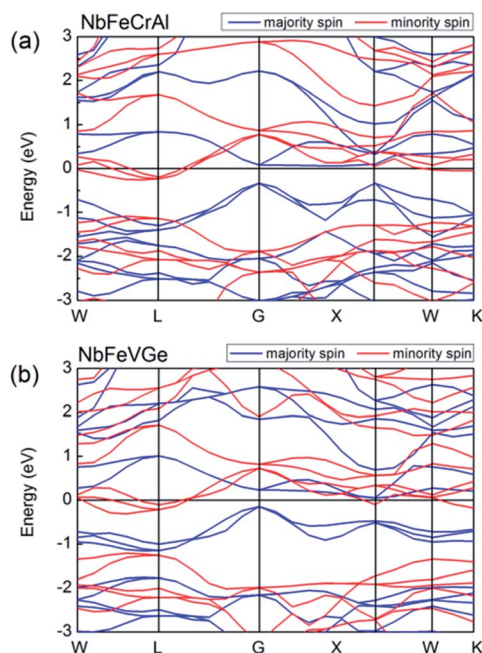 (a) NbFeCrAl
majority spin minority spin
3
2
1
0
-1
-2
-3
Energy (eV)
W L G X W K
(b) NbFeVGe
majority spin minority spin
3
2
1
0
-1
-2
-3
Energy (eV)
W L G X W K